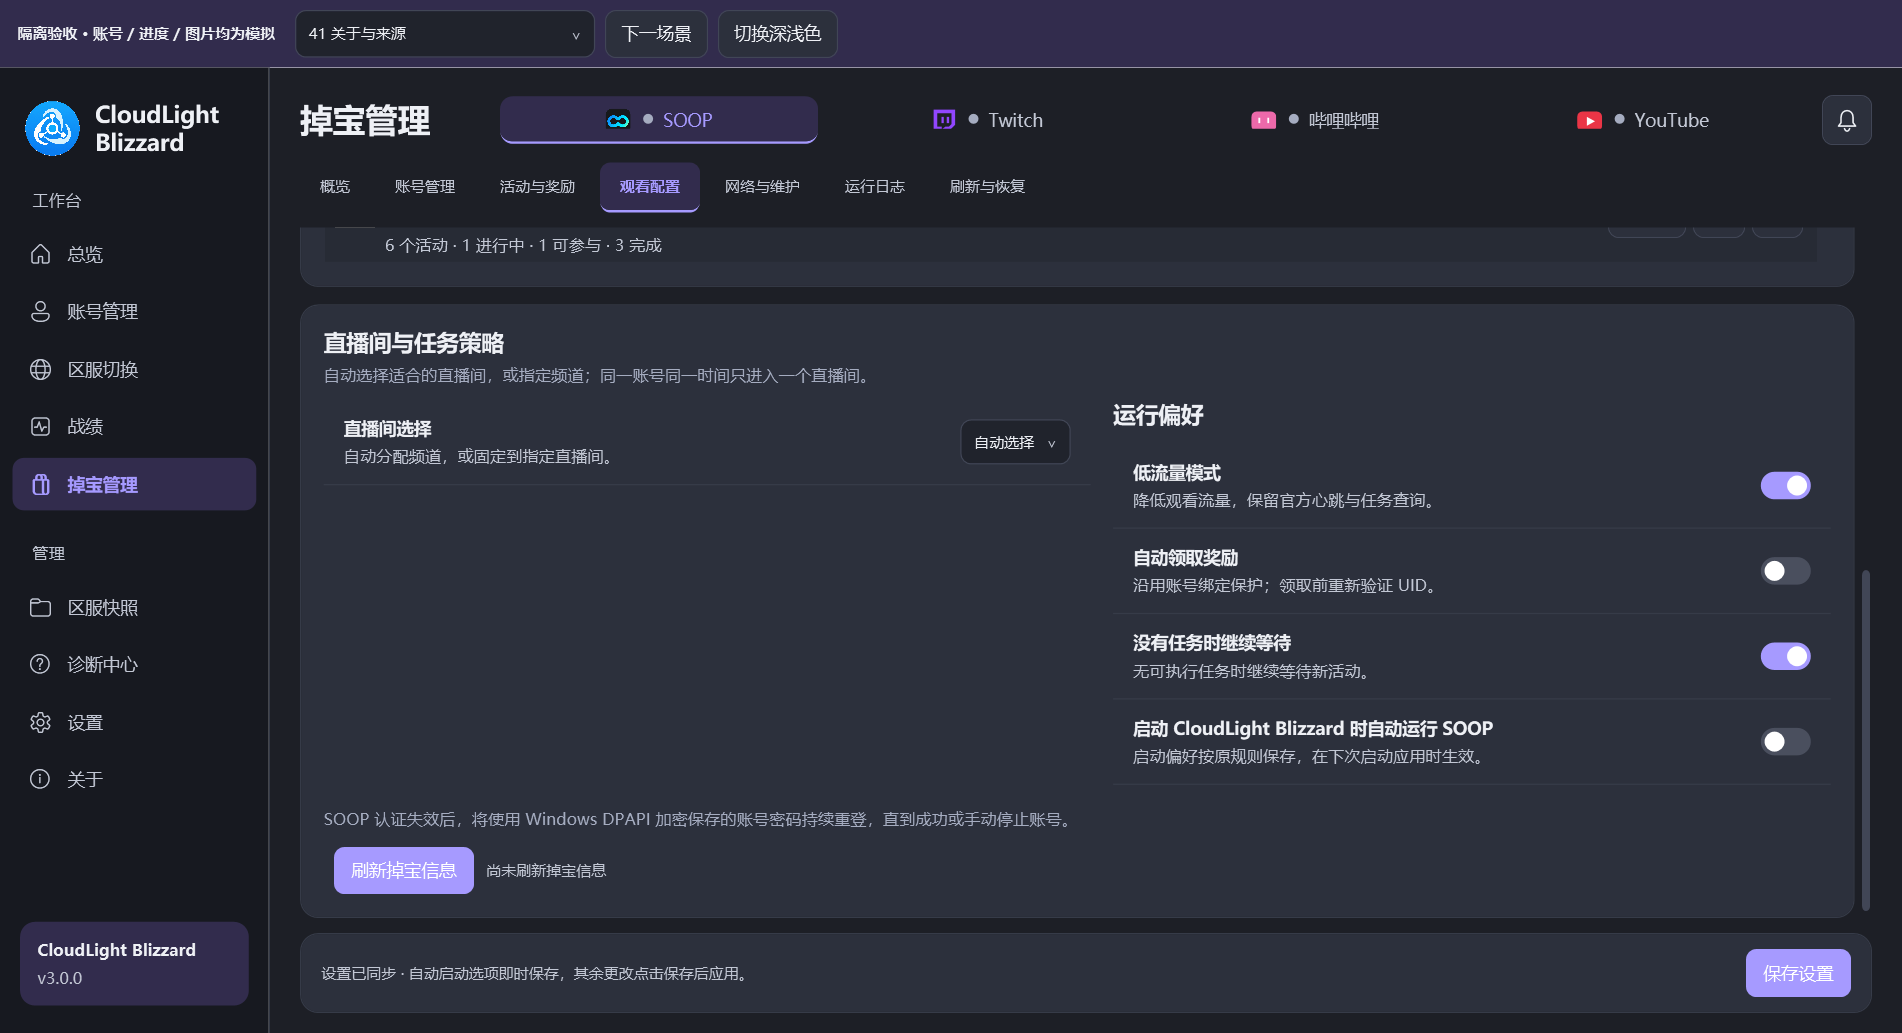 隔离验收 • 账号 / 进度 / 图片均为模拟
41 关于与来源
下一场景
切换深浅色
CloudLight
Blizzard
工作台
总览
账号管理
区服切换
战绩
掉宝管理
管理
区服快照
诊断中心
设置
关于
CloudLight Blizzard
v3.0.0
掉宝管理
SOOP
Twitch
哔哩哔哩
YouTube
概览
账号管理
活动与奖励
观看配置
网络与维护
运行日志
刷新与恢复
6 个活动 · 1 进行中 · 1 可参与 · 3 完成
直播间与任务策略
自动选择适合的直播间，或指定频道；同一账号同一时间只进入一个直播间。
直播间选择
自动分配频道，或固定到指定直播间。
自动选择
运行偏好
低流量模式
降低观看流量，保留官方心跳与任务查询。
自动领取奖励
沿用账号绑定保护；领取前重新验证 UID。
没有任务时继续等待
无可执行任务时继续等待新活动。
启动 CloudLight Blizzard 时自动运行 SOOP
启动偏好按原规则保存，在下次启动应用时生效。
SOOP 认证失效后，将使用 Windows DPAPI 加密保存的账号密码持续重登，直到成功或手动停止账号。
刷新掉宝信息
尚未刷新掉宝信息
设置已同步 · 自动启动选项即时保存，其余更改点击保存后应用。
保存设置